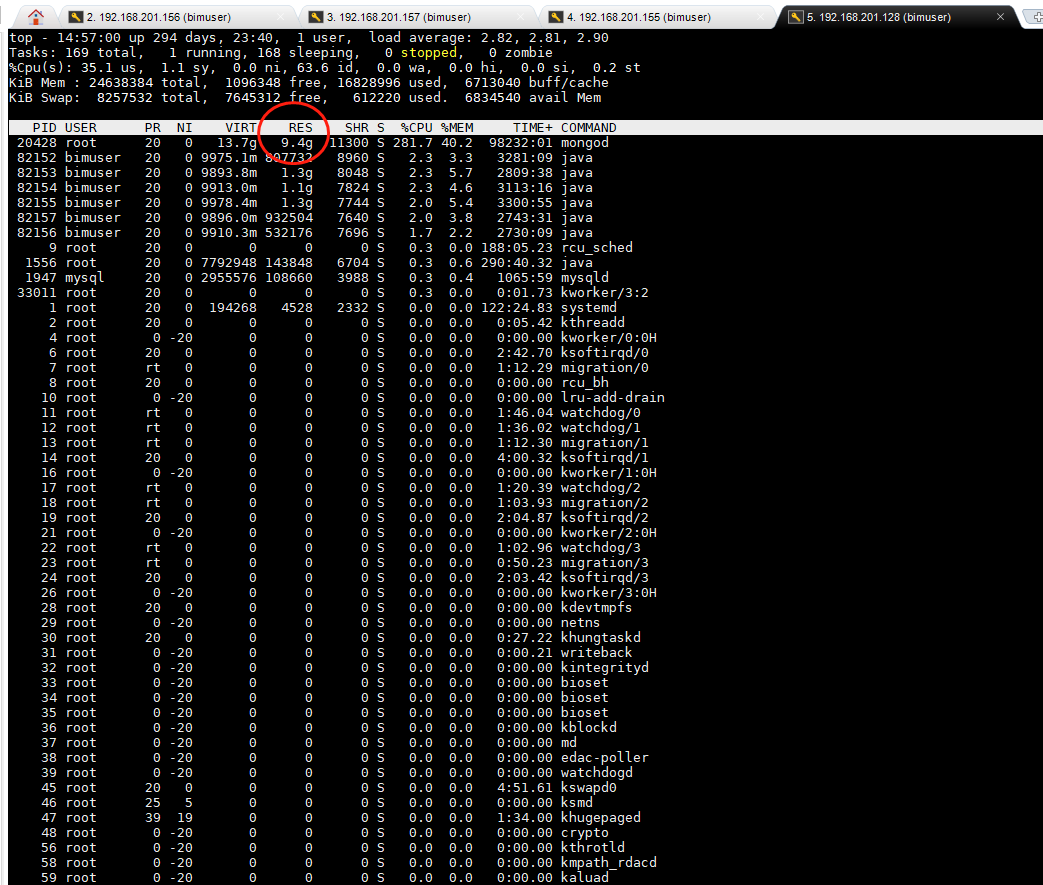 2. 192.168.201.156 (bimuser) 3. 192.168.201.157 (bimuser) 4. 192.168.201.155 (bimuser) 5. 192.168.201.128 (bimuser)
top - 14:57:00 up 294 days, 23:40,  1 user,  load average: 2.82, 2.81, 2.90
Tasks: 169 total,   1 running, 168 sleeping,   0 stopped,   0 zombie
%Cpu(s): 35.1 us,  1.1 sy,  0.0 ni, 63.6 id,  0.0 wa,  0.0 hi,  0.0 si,  0.2 st
KiB Mem : 24638384 total,  1096348 free, 16828996 used,  6713040 buff/cache
KiB Swap:  8257532 total,  7645312 free,   612220 used.  6834540 avail Mem
PID USER PR NI VIRT RES SHR S %CPU %MEM TIME+ COMMAND
20428 root 20 0 13.7g 9.4g 11300 S 281.7 40.2 98232:01 mongod
82152 bimuser 20 0 9975.1m 807732 8960 S 2.3 3.3 3281:09 java
82153 bimuser 20 0 9893.8m 1.3g 8048 S 2.3 5.7 2809:38 java
82154 bimuser 20 0 9913.0m 1.1g 7824 S 2.3 4.6 3113:16 java
82155 bimuser 20 0 9978.4m 1.3g 7744 S 2.0 5.4 3300:55 java
82157 bimuser 20 0 9896.0m 932504 7640 S 2.0 3.8 2743:31 java
82156 bimuser 20 0 9910.3m 532176 7696 S 1.7 2.2 2730:09 java
9 root 20 0 0 0 0 S 0.3 0.0 188:05.23 rcu_sched
1556 root 20 0 7792948 143848 6704 S 0.3 0.6 290:40.32 java
1947 mysql 20 0 2955576 108660 3988 S 0.3 0.4 1065:59 mysqld
33011 root 20 0 0 0 0 S 0.3 0.0 0:01.73 kworker/3:2
1 root 20 0 194268 4528 2332 S 0.0 0.0 122:24.83 systemd
2 root 20 0 0 0 0 S 0.0 0.0 0:05.42 kthreadd
4 root 0 -20 0 0 0 S 0.0 0.0 0:00.00 kworker/0:0H
6 root 20 0 0 0 0 S 0.0 0.0 2:42.70 ksoftirqd/0
7 root rt 0 0 0 0 S 0.0 0.0 1:12.29 migration/0
8 root 20 0 0 0 0 S 0.0 0.0 0:00.00 rcu_bh
10 root 0 -20 0 0 0 S 0.0 0.0 0:00.00 lru-add-drain
11 root rt 0 0 0 0 S 0.0 0.0 1:46.04 watchdog/0
12 root rt 0 0 0 0 S 0.0 0.0 1:36.02 watchdog/1
13 root rt 0 0 0 0 S 0.0 0.0 1:12.30 migration/1
14 root 20 0 0 0 0 S 0.0 0.0 4:00.32 ksoftirqd/1
16 root 0 -20 0 0 0 S 0.0 0.0 0:00.00 kworker/1:0H
17 root rt 0 0 0 0 S 0.0 0.0 1:20.39 watchdog/2
18 root rt 0 0 0 0 S 0.0 0.0 1:03.93 migration/2
19 root 20 0 0 0 0 S 0.0 0.0 2:04.87 ksoftirqd/2
21 root 0 -20 0 0 0 S 0.0 0.0 0:00.00 kworker/2:0H
22 root rt 0 0 0 0 S 0.0 0.0 1:02.96 watchdog/3
23 root rt 0 0 0 0 S 0.0 0.0 0:50.23 migration/3
24 root 20 0 0 0 0 S 0.0 0.0 2:03.42 ksoftirqd/3
26 root 0 -20 0 0 0 S 0.0 0.0 0:00.00 kworker/3:0H
28 root 20 0 0 0 0 S 0.0 0.0 0:00.00 kdevtmpfs
29 root 0 -20 0 0 0 S 0.0 0.0 0:00.00 netns
30 root 20 0 0 0 0 S 0.0 0.0 0:27.22 khungtaskd
31 root 0 -20 0 0 0 S 0.0 0.0 0:00.21 writeback
32 root 0 -20 0 0 0 S 0.0 0.0 0:00.00 kintegrityd
33 root 0 -20 0 0 0 S 0.0 0.0 0:00.00 bioset
34 root 0 -20 0 0 0 S 0.0 0.0 0:00.00 bioset
35 root 0 -20 0 0 0 S 0.0 0.0 0:00.00 bioset
36 root 0 -20 0 0 0 S 0.0 0.0 0:00.00 kblockd
37 root 0 -20 0 0 0 S 0.0 0.0 0:00.00 md
38 root 0 -20 0 0 0 S 0.0 0.0 0:00.00 edac-poller
39 root 0 -20 0 0 0 S 0.0 0.0 0:00.00 watchdogd
45 root 20 0 0 0 0 S 0.0 0.0 4:51.61 kswapd0
46 root 25 5 0 0 0 S 0.0 0.0 0:00.00 ksmd
47 root 39 19 0 0 0 S 0.0 0.0 1:34.00 khugepaged
48 root 0 -20 0 0 0 S 0.0 0.0 0:00.00 crypto
56 root 0 -20 0 0 0 S 0.0 0.0 0:00.00 kthrotld
58 root 0 -20 0 0 0 S 0.0 0.0 0:00.00 kmpath_rdacd
59 root 0 -20 0 0 0 S 0.0 0.0 0:00.00 kaluad